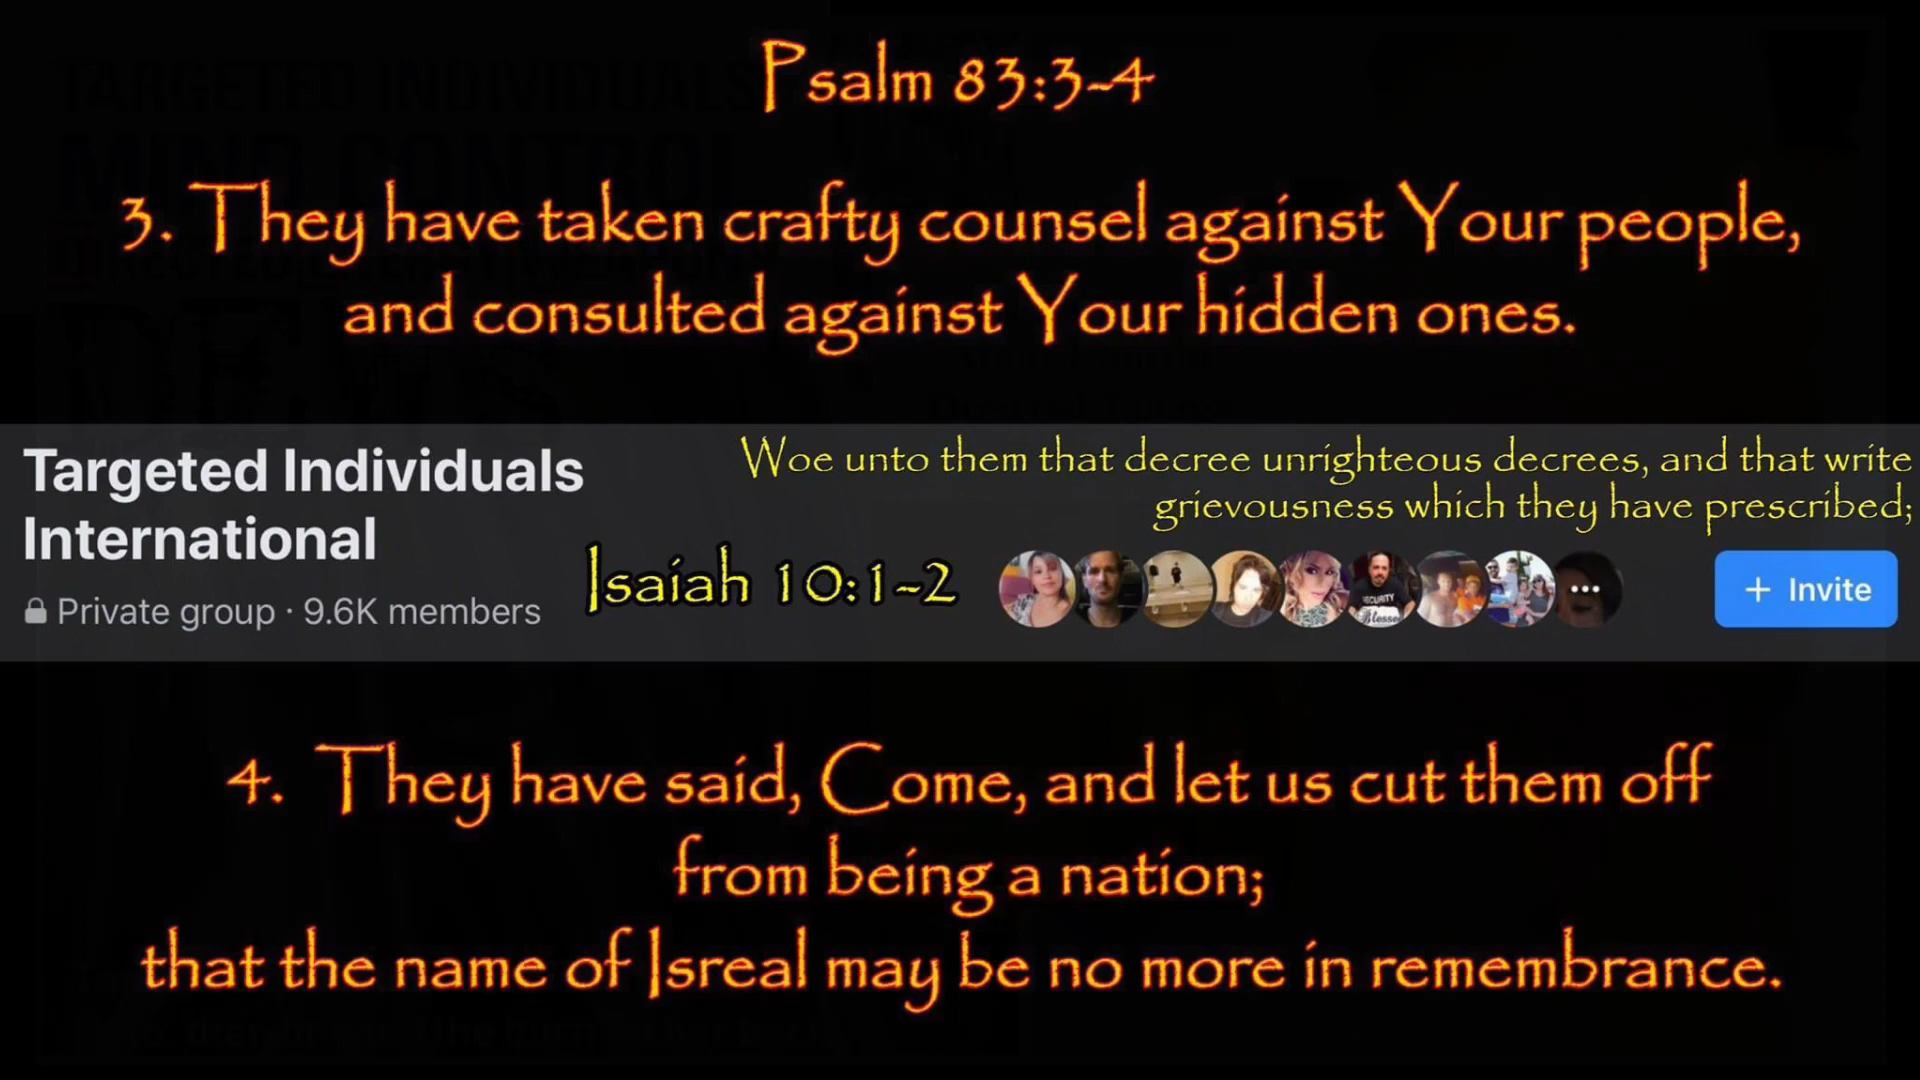 Psalm 83:3-4
3. They have taken crafty counsel against Your people,
and consulted against Your hidden ones.
Targeted Individuals
International
Private group · 9.6K members
Woe unto them that decree unrighteous decrees, and that write
grievousness which they have prescribed;
Isaiah 10:1-2
SECURITY
Blessed
+ Invite
4. They have said, Come, and let us cut them off
from being a nation;
that the name of Isreal may be no more in remembrance.